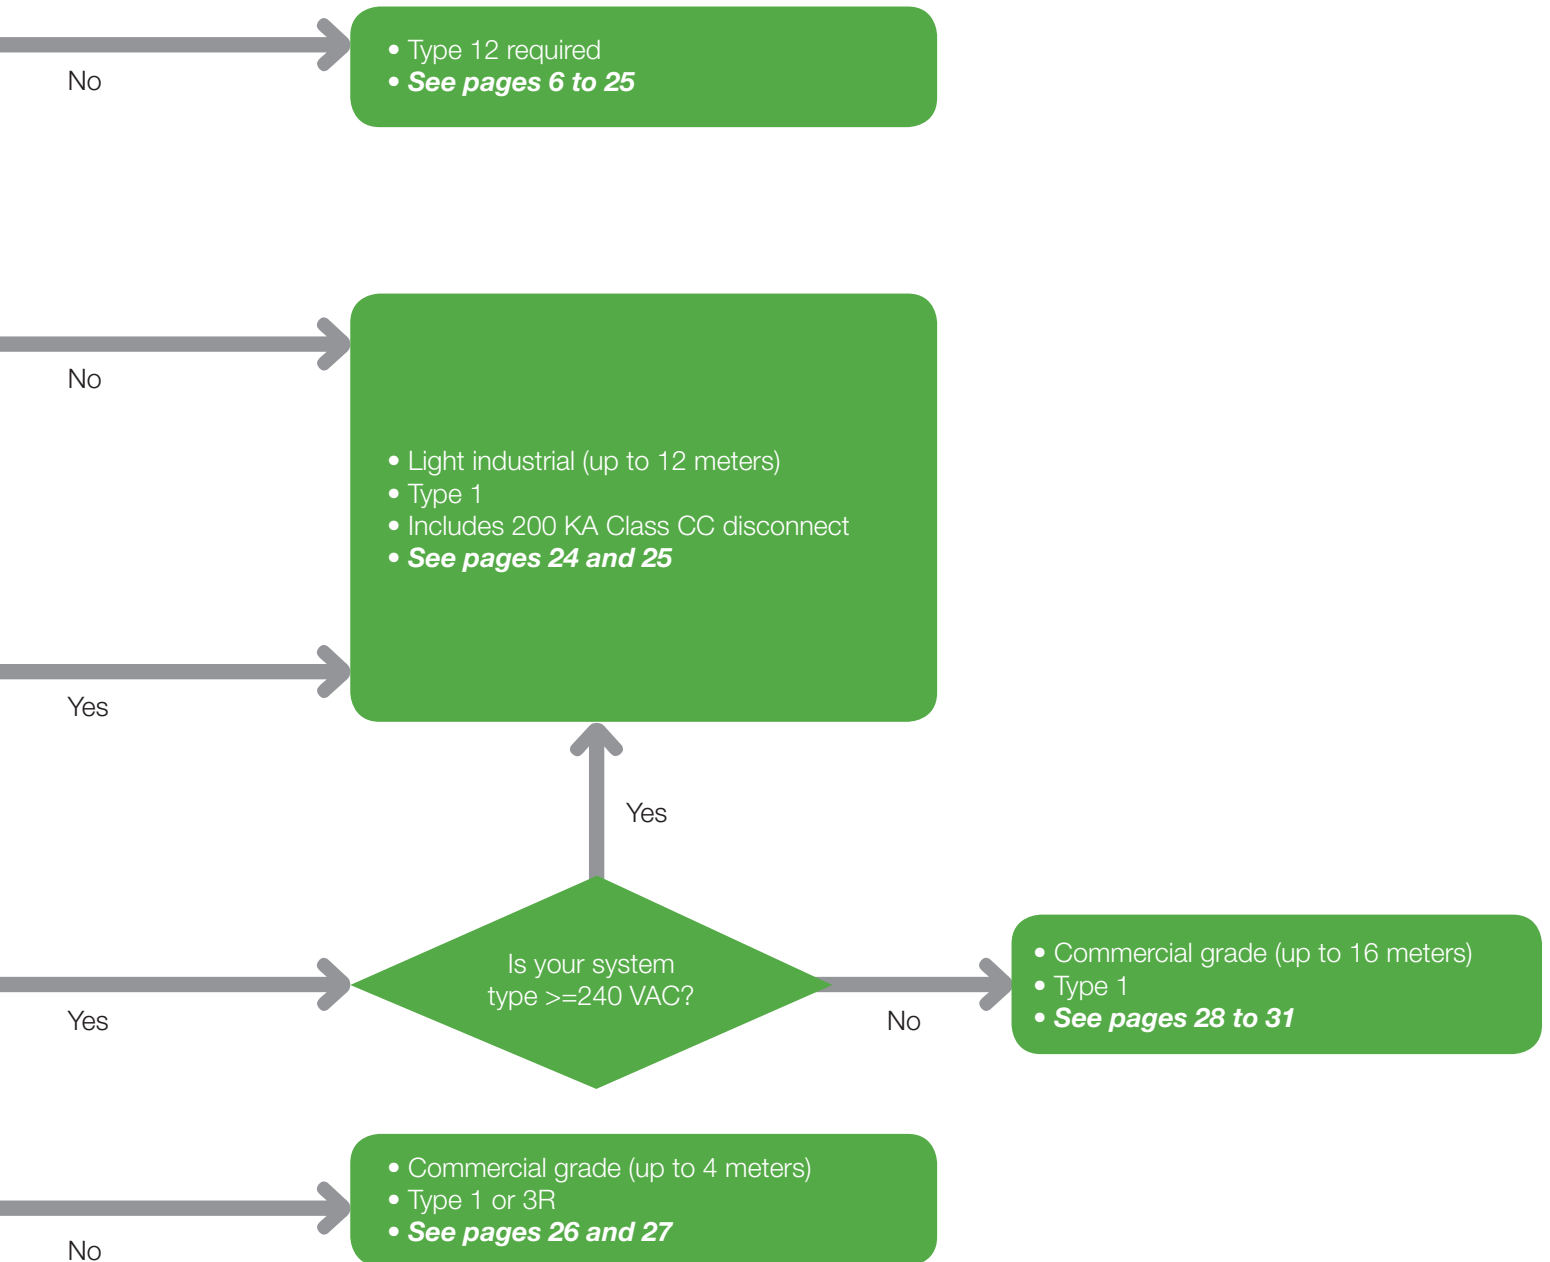 • Type 12 required
• See pages 6 to 25
No
No
• Light industrial (up to 12 meters)
• Type 1
• Includes 200 KA Class CC disconnect
• See pages 24 and 25
Yes
Yes
Is your system
type >=240 VAC?
Yes
No
• Commercial grade (up to 16 meters)
• Type 1
• See pages 28 to 31
• Commercial grade (up to 4 meters)
• Type 1 or 3R
• See pages 26 and 27
No